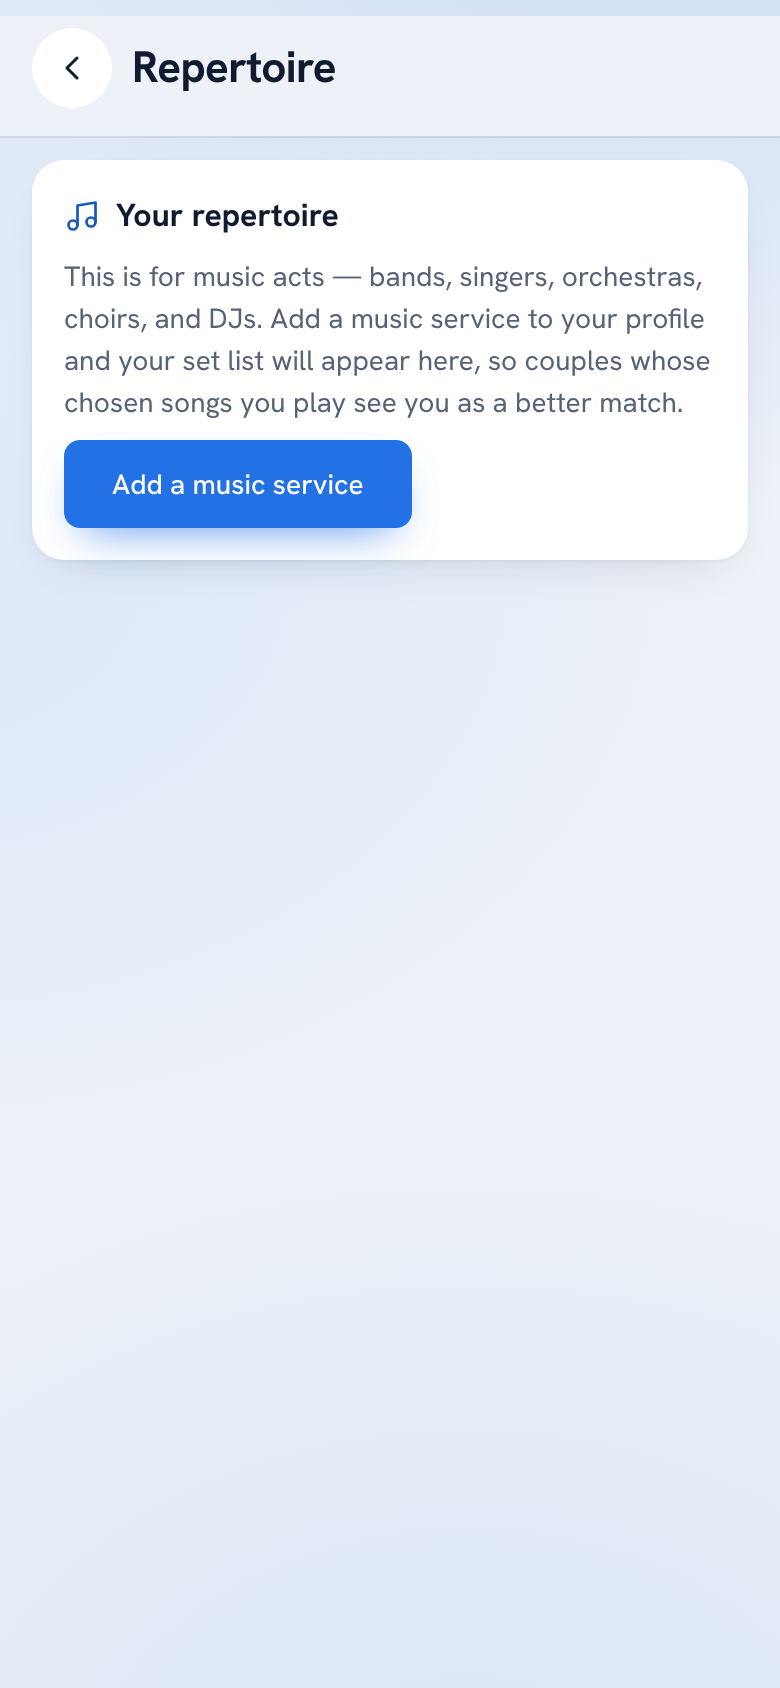 Repertoire
Your repertoire
This is for music acts — bands, singers, orchestras,
choirs, and DJs. Add a music service to your profile
and your set list will appear here, so couples whose
chosen songs you play see you as a better match.
Add a music service